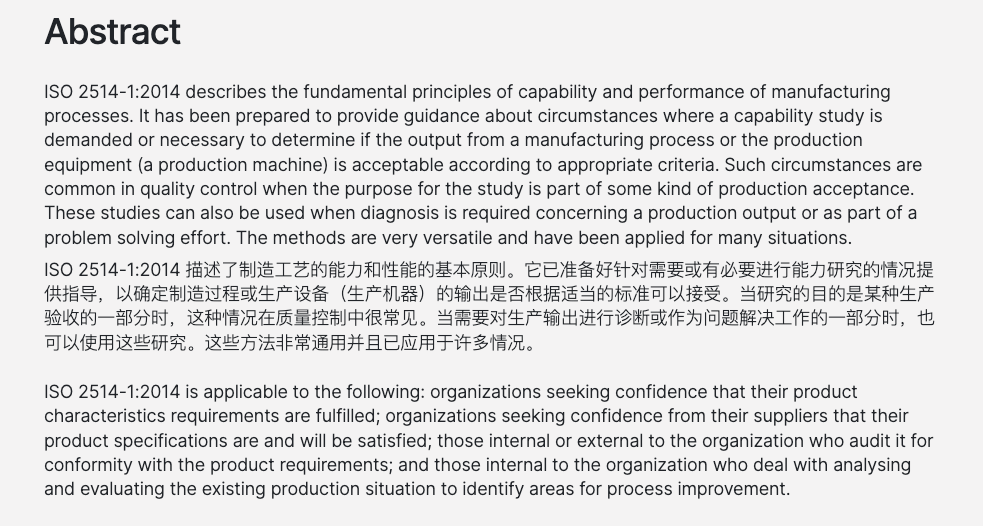 Abstract
ISO 2514-1:2014 describes the fundamental principles of capability and performance of manufacturing
processes. It has been prepared to provide guidance about circumstances where a capability study is
demanded or necessary to determine if the output from a manufacturing process or the production
equipment (a production machine) is acceptable according to appropriate criteria. Such circumstances are
common in quality control when the purpose for the study is part of some kind of production acceptance.
These studies can also be used when diagnosis is required concerning a production output or as part of a
problem solving effort. The methods are very versatile and have been applied for many situations.
ISO 2514-1:2014 描述了制造工艺的能力和性能的基本原则。它已准备好针对需要或有必要进行能力研究的情况提
供指导，以确定制造过程或生产设备（生产机器）的输出是否根据适当的标准可以接受。当研究的目的是某种生产
验收的一部分时，这种情况在质量控制中很常见。当需要对生产输出进行诊断或作为问题解决工作的一部分时，也
可以使用这些研究。这些方法非常通用并且已应用于许多情况。
ISO 2514-1:2014 is applicable to the following: organizations seeking confidence that their product
characteristics requirements are fulfilled; organizations seeking confidence from their suppliers that their
product specifications are and will be satisfied; those internal or external to the organization who audit it for
conformity with the product requirements; and those internal to the organization who deal with analysing
and evaluating the existing production situation to identify areas for process improvement.